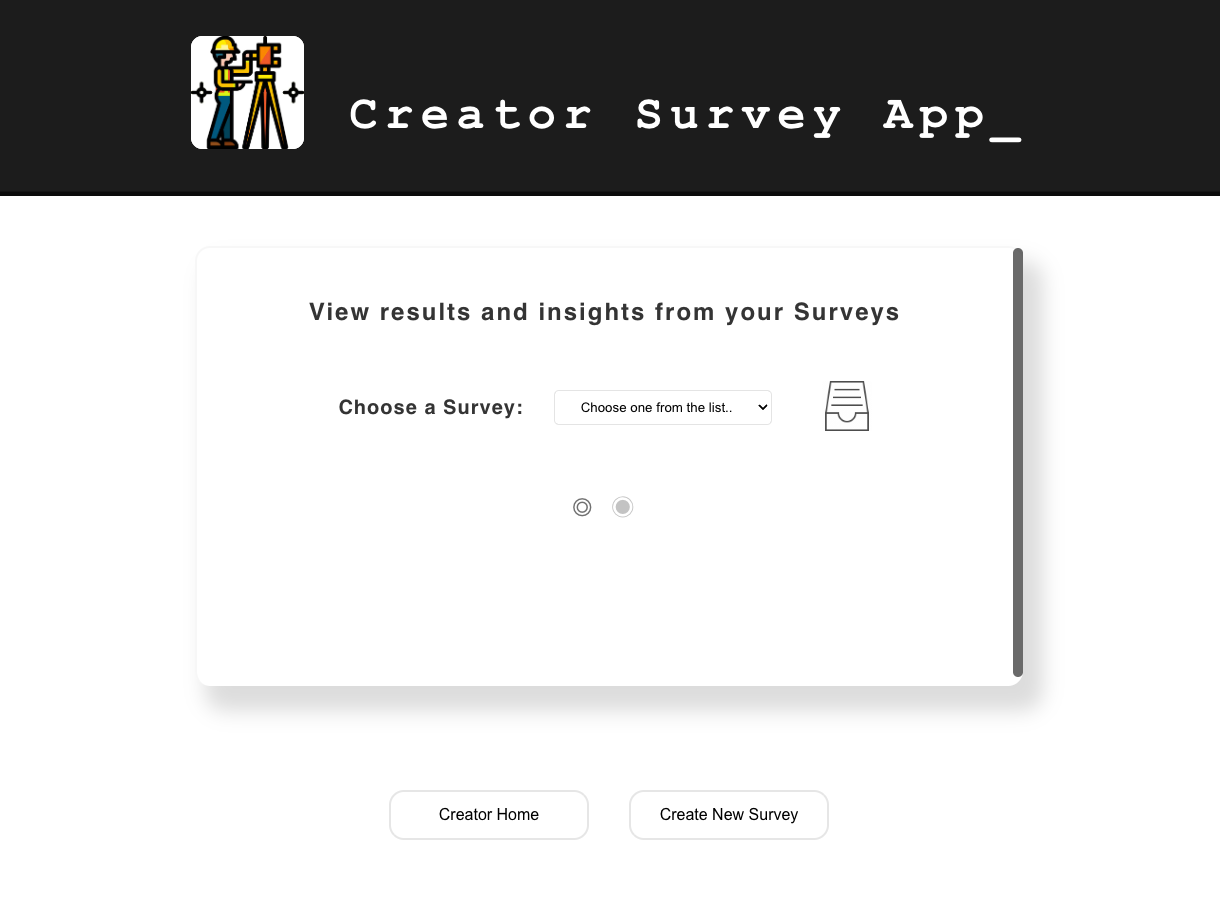 Creator Survey App_
View results and insights from your Surveys
Choose a Survey:
Choose one from the list..
Creator Home
Create New Survey